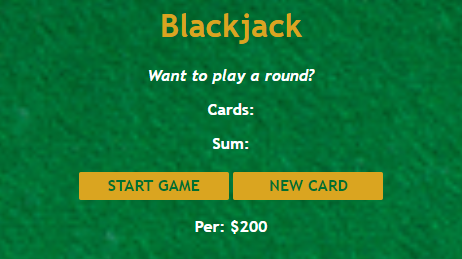 Blackjack
Want to play a round?
Cards:
Sum:
START GAME NEW CARD
Per: $200